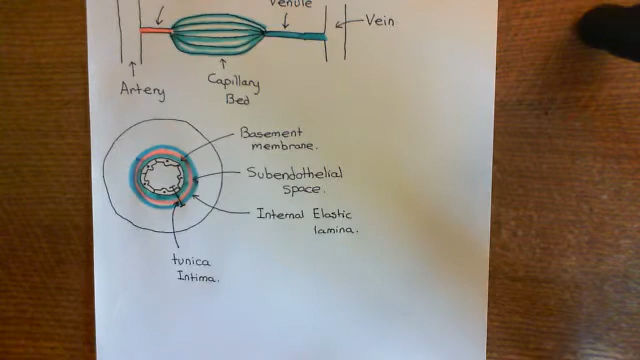 Venule
Vein
Artery
Capillary
Bed
Basement
membrane.
Subendothelial
space.
Internal Elastic
lamina.
tunica
Intima.